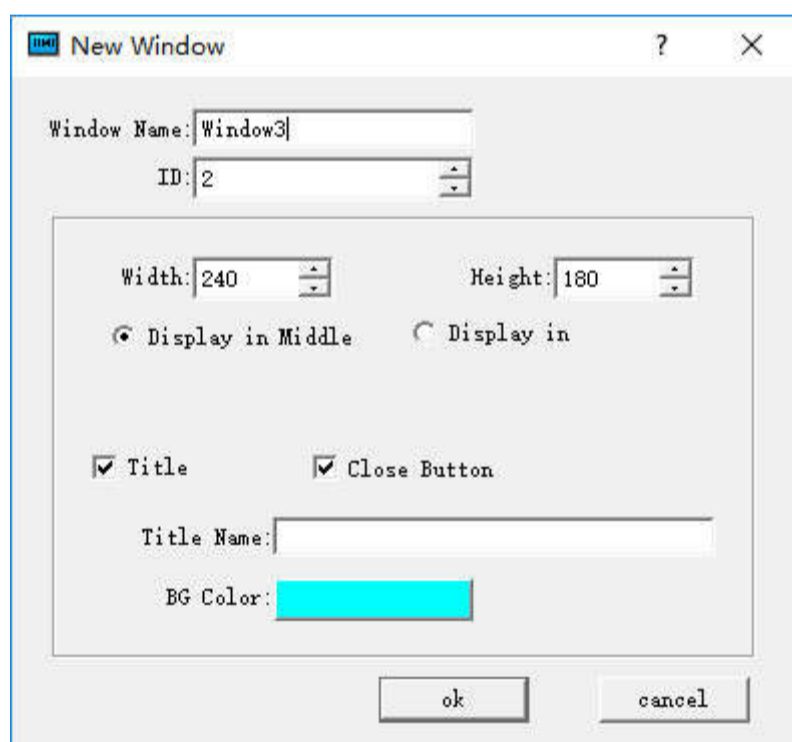 New Window
Window Name: Window3
ID: 2
Width: 240 Height: 180
Display in Middle Display in
Title Close Button
Title Name:
BG Color:
ok cancel